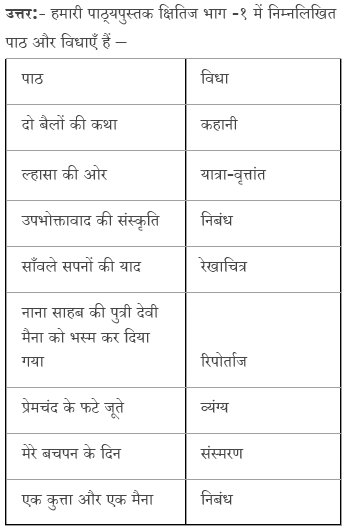 उत्तर:- हमारी पाठ्यपुस्तक क्षितिज भाग -१ में निम्नलिखित
पाठ और विधाएँ हैं –
पाठ विधा
दो बैलों की कथा कहानी
ल्हासा की ओर यात्रा-वृत्तांत
उपभोक्तावाद की संस्कृति निबंध
साँवले सपनों की याद रेखाचित्र
नाना साहब की पुत्री देवी
मैना को भस्म कर दिया
गया रिपोर्ताज
प्रेमचंद के फटे जूते व्यंग्य
मेरे बचपन के दिन संस्मरण
एक कुत्ता और एक मैना निबंध